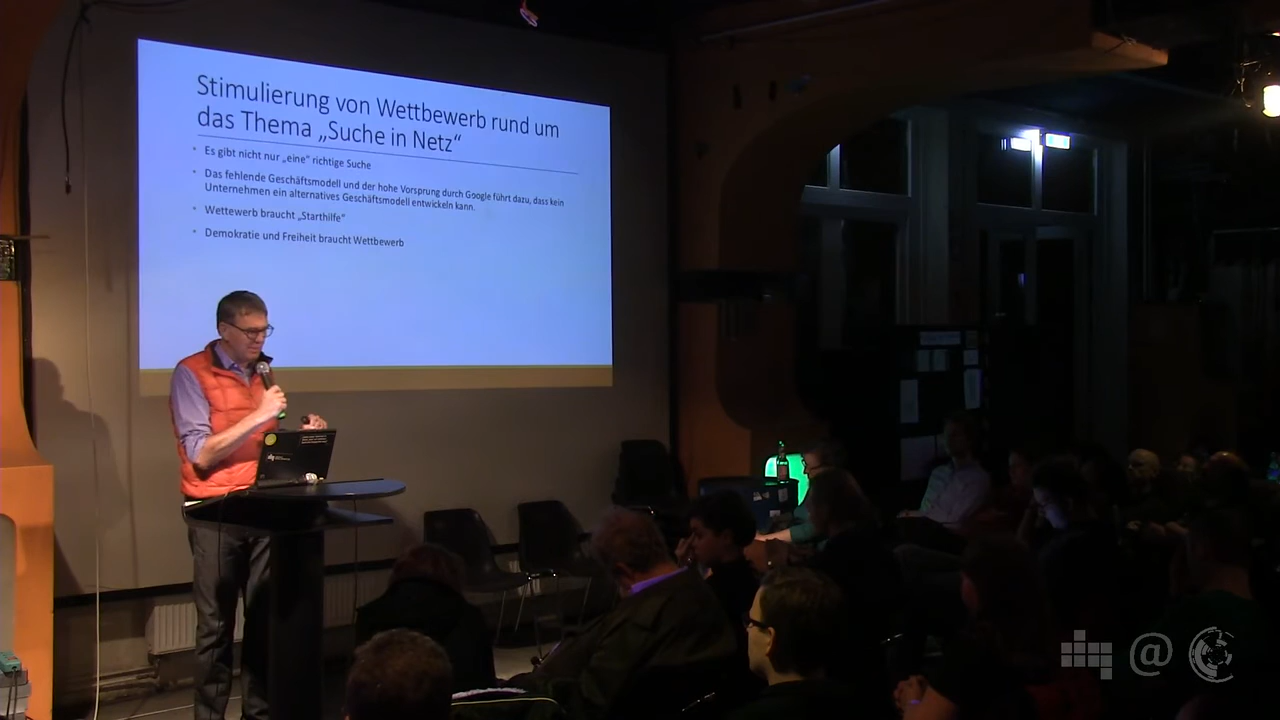 Stimulierung von Wettbewerb rund um
das Thema „Suche in Netz“
Es gibt nicht nur „eine“ richtige Suche
Das fehlende Geschäftsmodell und der hohe Vorsprung durch Google führt dazu, dass kein
Unternehmen ein alternatives Geschäftsmodell entwickeln kann.
Wettewerb braucht „Starthilfe“
Demokratie und Freiheit braucht Wettbewerb
@